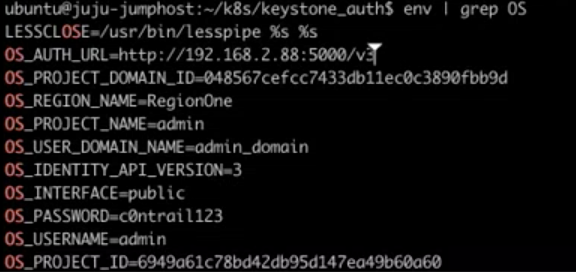 ubuntu@juju-jumphost:~/k8s/keystone_auth$ env | grep OS
LESSCLOSE=/usr/bin/lesspipe %s %s
OS_AUTH_URL=http://192.168.2.88:5000/v3
OS_PROJECT_DOMAIN_ID=048567cefcc7433db11ec0c3890fbb9d
OS_REGION_NAME=RegionOne
OS_PROJECT_NAME=admin
OS_USER_DOMAIN_NAME=admin_domain
OS_IDENTITY_API_VERSION=3
OS_INTERFACE=public
OS_PASSWORD=c0ntrail123
OS_USERNAME=admin
OS_PROJECT_ID=6949a61c78bd42db95d147ea49b60a60